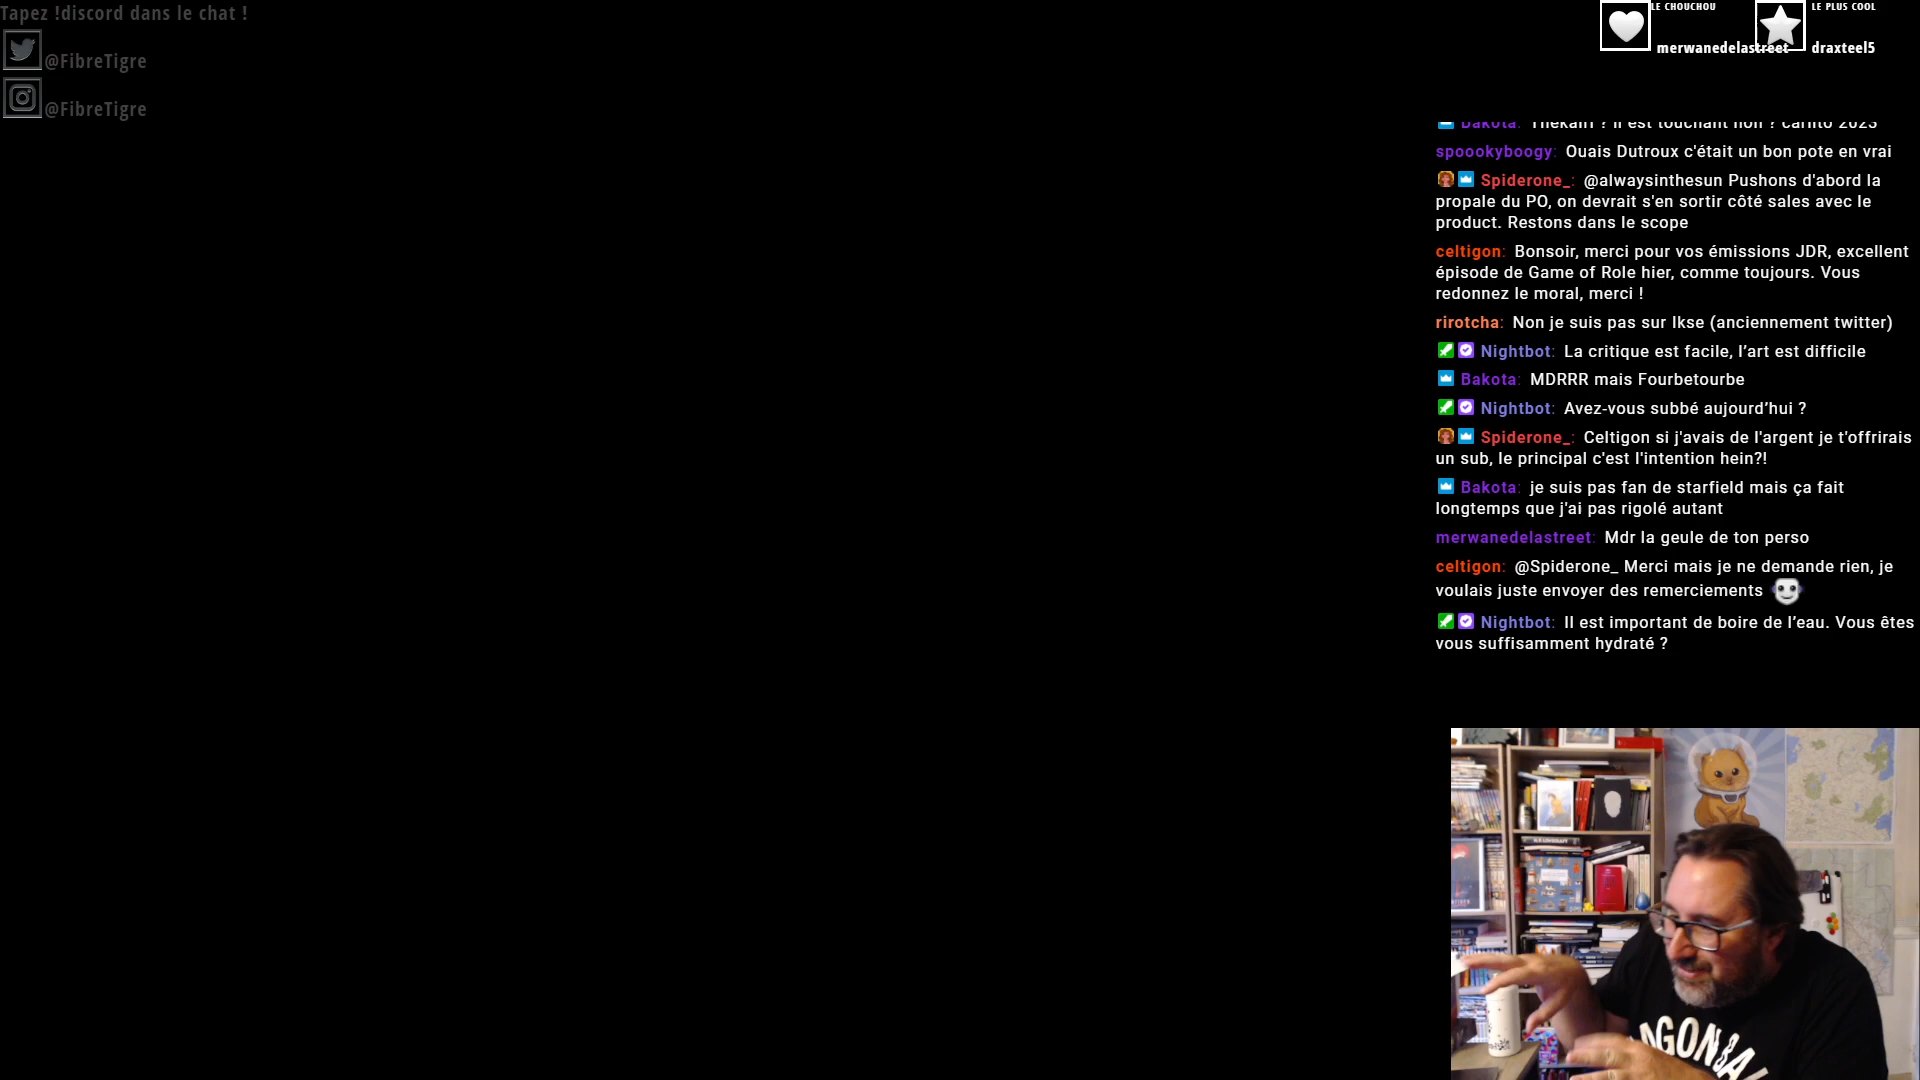 Tapez !discord dans le chat !
@FibreTigre
@FibreTigre
LE CHOUCHOU
merwanedelastreet
LE PLUS COOL
draxteel5
Bakota: Thekairi ? il est touchant non ? carlito 2023
spoookyboogy: Ouais Dutroux c'était un bon pote en vrai
Spiderone_: @alwaysinthesun Pushons d'abord la
propale du PO, on devrait s'en sortir côté sales avec le
product. Restons dans le scope
celtigon: Bonsoir, merci pour vos émissions JDR, excellent
épisode de Game of Role hier, comme toujours. Vous
redonnez le moral, merci !
rirotcha: Non je suis pas sur Ikse (anciennement twitter)
Nightbot: La critique est facile, l’art est difficile
Bakota: MDRRR mais Fourbetourbe
Nightbot: Avez-vous subbé aujourd’hui ?
Spiderone_: Celtigon si j'avais de l'argent je t'offrirais
un sub, le principal c'est l'intention hein?!
Bakota: je suis pas fan de starfield mais ça fait
longtemps que j'ai pas rigolé autant
merwanedelastreet: Mdr la geule de ton perso
celtigon: @Spiderone_ Merci mais je ne demande rien, je
voulais juste envoyer des remerciements
Nightbot: Il est important de boire de l’eau. Vous êtes
vous suffisamment hydraté ?